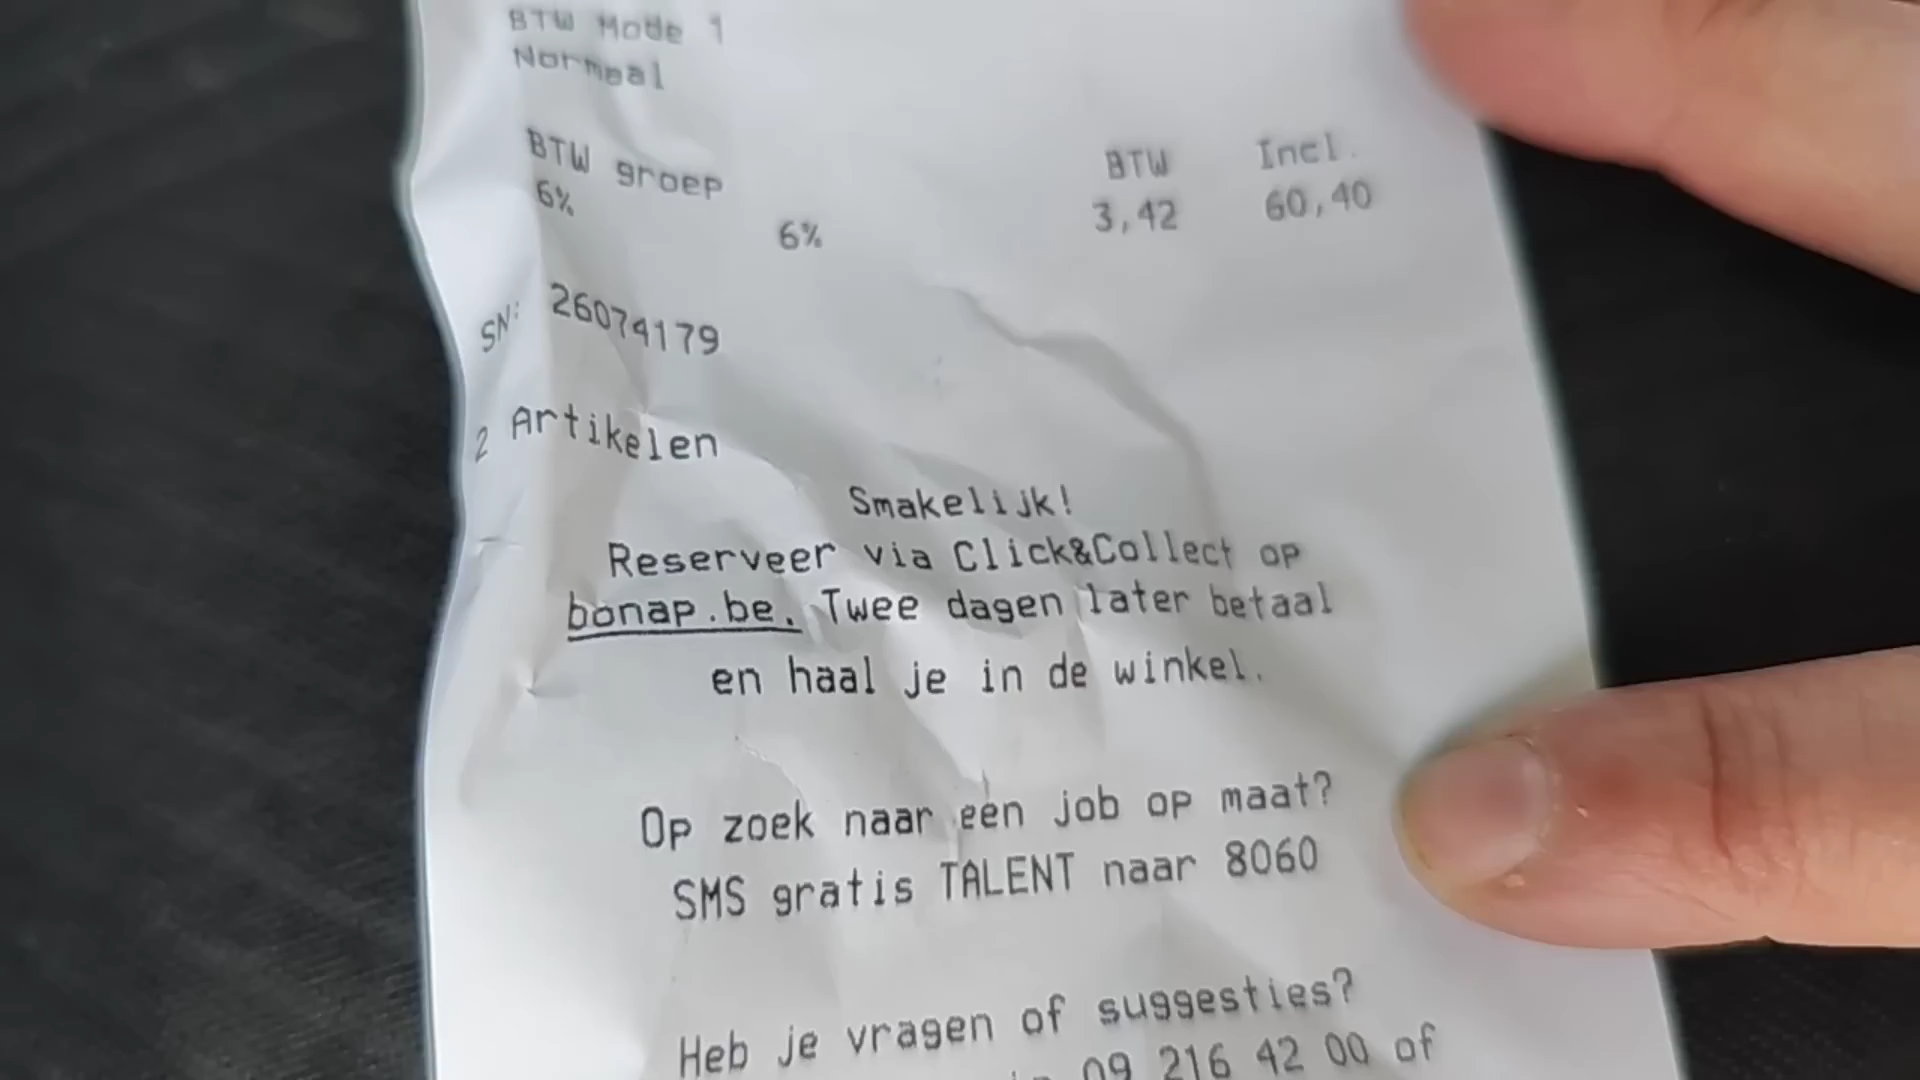 BTW Mode 1
Normaal
BTW groep BTW Incl.
6% 6% 3,42 60,40
SN: 26074179
2 Artikelen
Smakelijk!
Reserveer via Click&Collect op
bonap.be. Twee dagen later betaal
en haal je in de winkel.
Op zoek naar een job op maat?
SMS gratis TALENT naar 8060
Heb je vragen of suggesties?
09 216 42 00 of